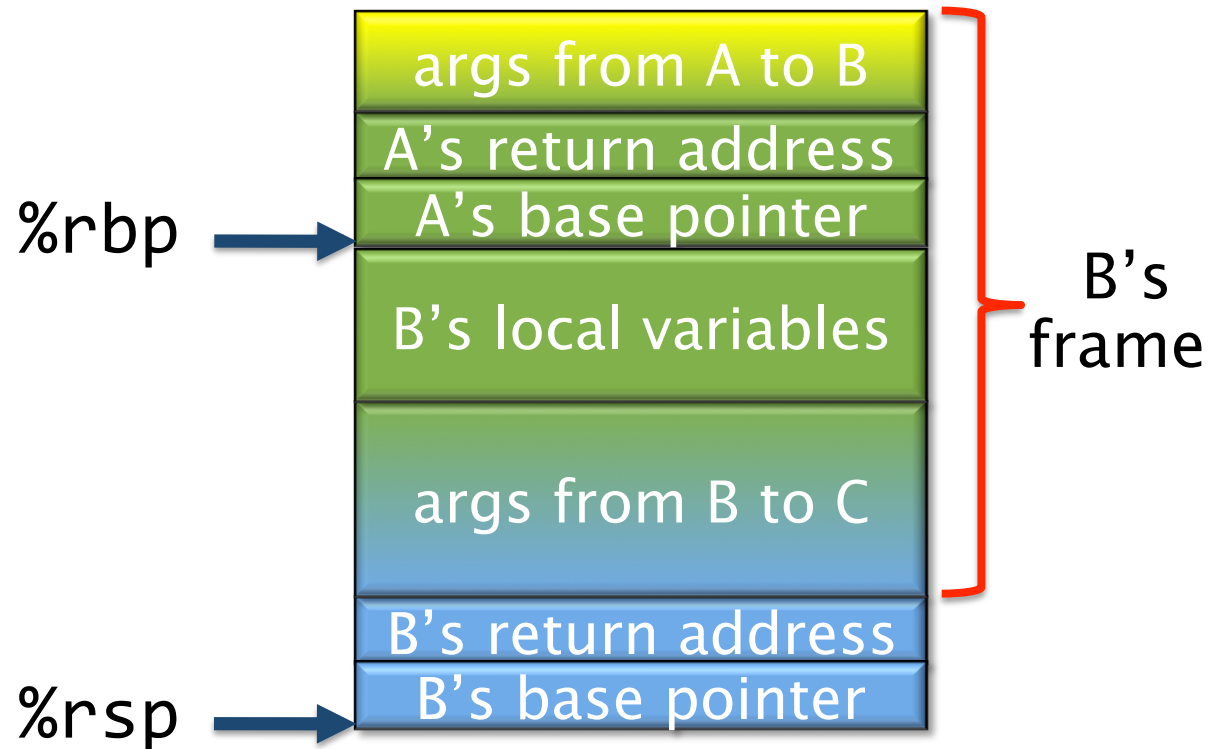 args from A to B
A’s return address
A’s base pointer
%rbp
B’s local variables
B’s
frame
args from B to C
B’s return address
B’s base pointer
%rsp